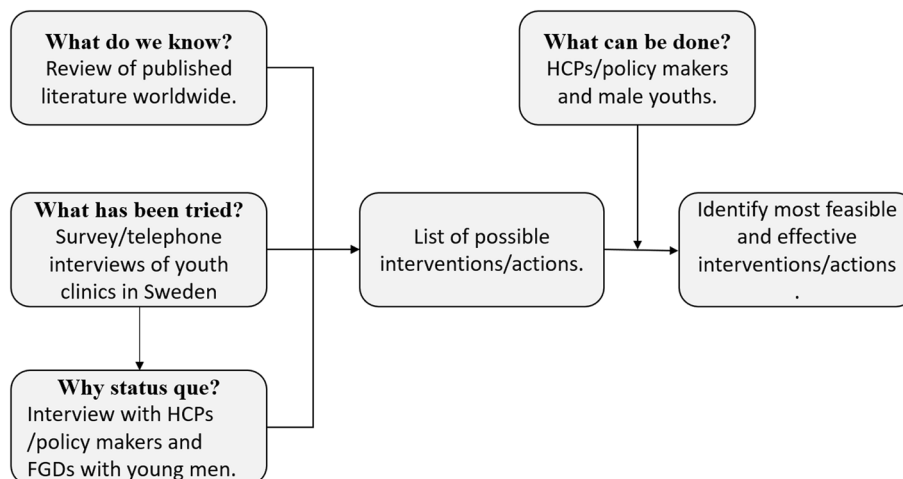 What do we know?
Review of published
literature worldwide.
What can be done?
HCPs/policy makers
and male youths.
What has been tried?
Survey/telephone
interviews of youth
clinics in Sweden
List of possible
interventions/actions.
Identify most feasible
and effective
interventions/actions
.
Why status que?
Interview with HCPs
/policy makers and
FGDs with young men.